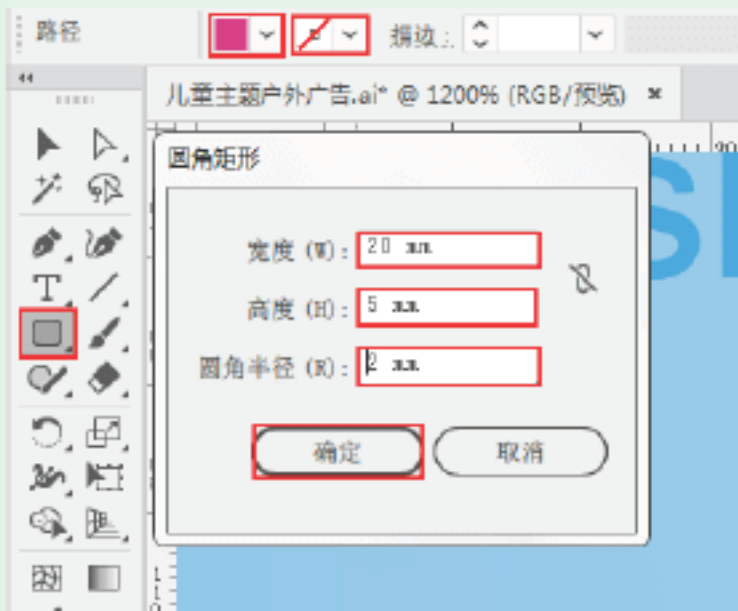 路径
描边：
儿童主题户外广告.ai* @ 1200% (RGB/预览) ×
圆角矩形
宽度 (W)：20 mm
高度 (H)：5 mm
圆角半径 (R)：2 mm
确定
取消